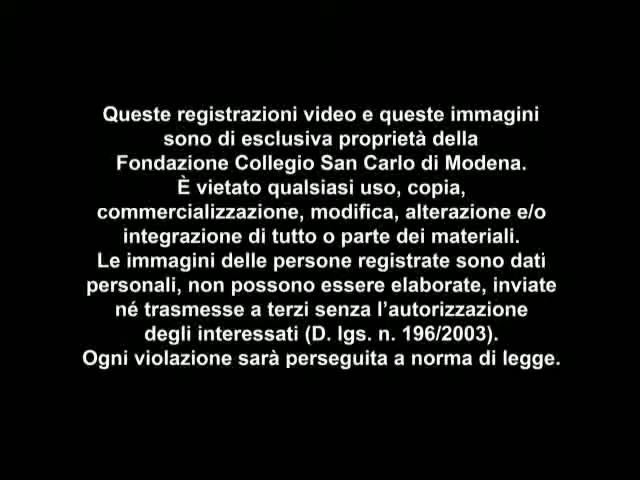 Queste registrazioni video e queste immagini
sono di esclusiva proprietà della
Fondazione Collegio San Carlo di Modena.
È vietato qualsiasi uso, copia,
commercializzazione, modifica, alterazione e/o
integrazione di tutto o parte dei materiali.
Le immagini delle persone registrate sono dati
personali, non possono essere elaborate, inviate
né trasmesse a terzi senza l'autorizzazione
degli interessati (D. lgs. n. 196/2003).
Ogni violazione sarà perseguita a norma di legge.